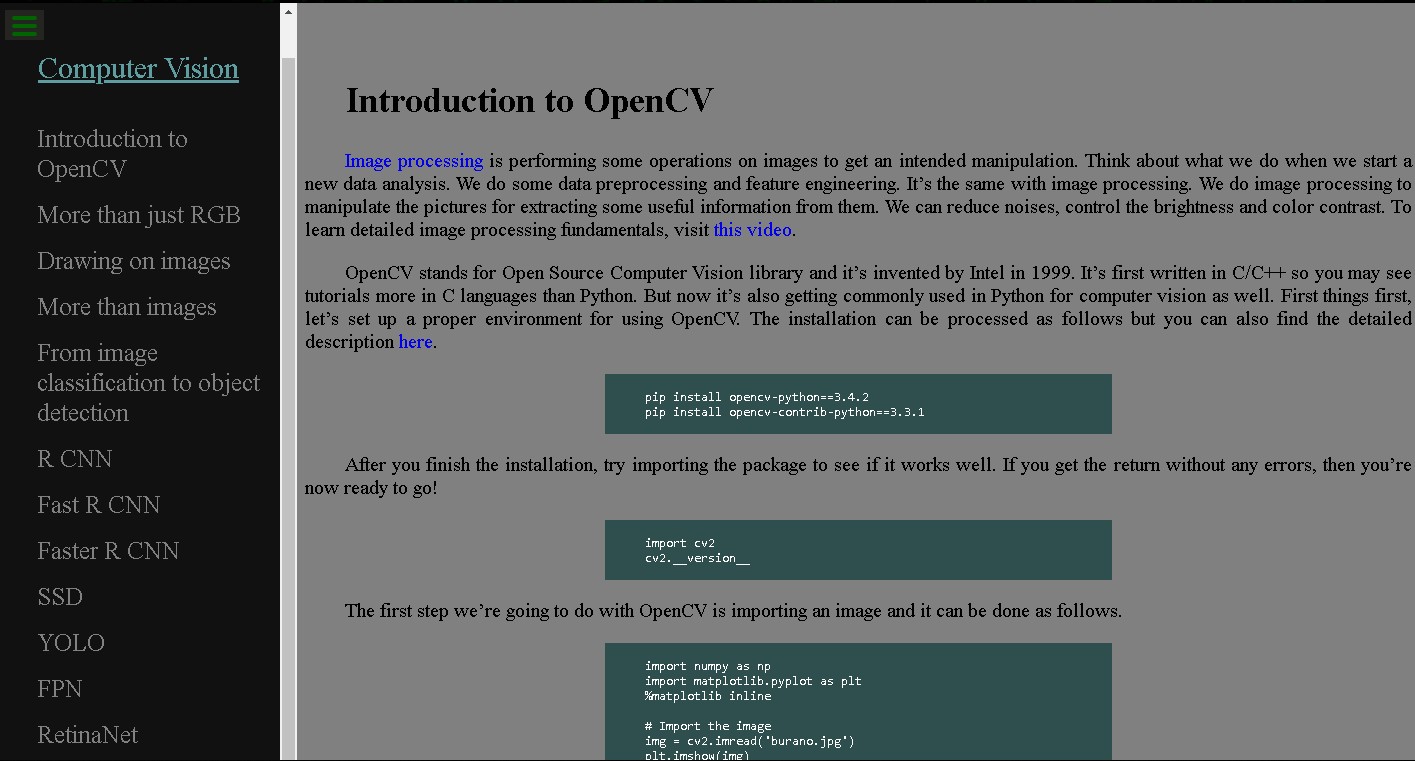 Computer Vision
Introduction to
OpenCV
More than just RGB
Drawing on images
More than images
From image
classification to object
detection
R CNN
Fast R CNN
Faster R CNN
SSD
YOLO
FPN
RetinaNet
Introduction to OpenCV
Image processing is performing some operations on images to get an intended manipulation. Think about what we do when we start a
new data analysis. We do some data preprocessing and feature engineering. It’s the same with image processing. We do image processing to
manipulate the pictures for extracting some useful information from them. We can reduce noises, control the brightness and color contrast. To
learn detailed image processing fundamentals, visit this video.
OpenCV stands for Open Source Computer Vision library and it’s invented by Intel in 1999. It’s first written in C/C++ so you may see
tutorials more in C languages than Python. But now it’s also getting commonly used in Python for computer vision as well. First things first,
let’s set up a proper environment for using OpenCV. The installation can be processed as follows but you can also find the detailed
description here.
pip install opencv-python==3.4.2
pip install opencv-contrib-python==3.3.1
After you finish the installation, try importing the package to see if it works well. If you get the return without any errors, then you’re
now ready to go!
import cv2
cv2.__version__
The first step we’re going to do with OpenCV is importing an image and it can be done as follows.
import numpy as np
import matplotlib.pyplot as plt
%matplotlib inline
# Import the image
img = cv2.imread('burano.jpg')
plt.imshow(img)